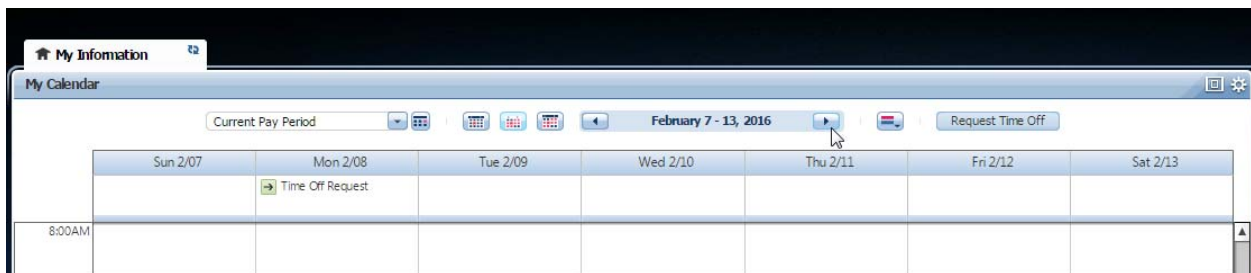 My Information
My Calendar
Current Pay Period February 7 - 13, 2016 Request Time Off
Sun 2/07 Mon 2/08 Tue 2/09 Wed 2/10 Thu 2/11 Fri 2/12 Sat 2/13
Time Off Request
8:00AM